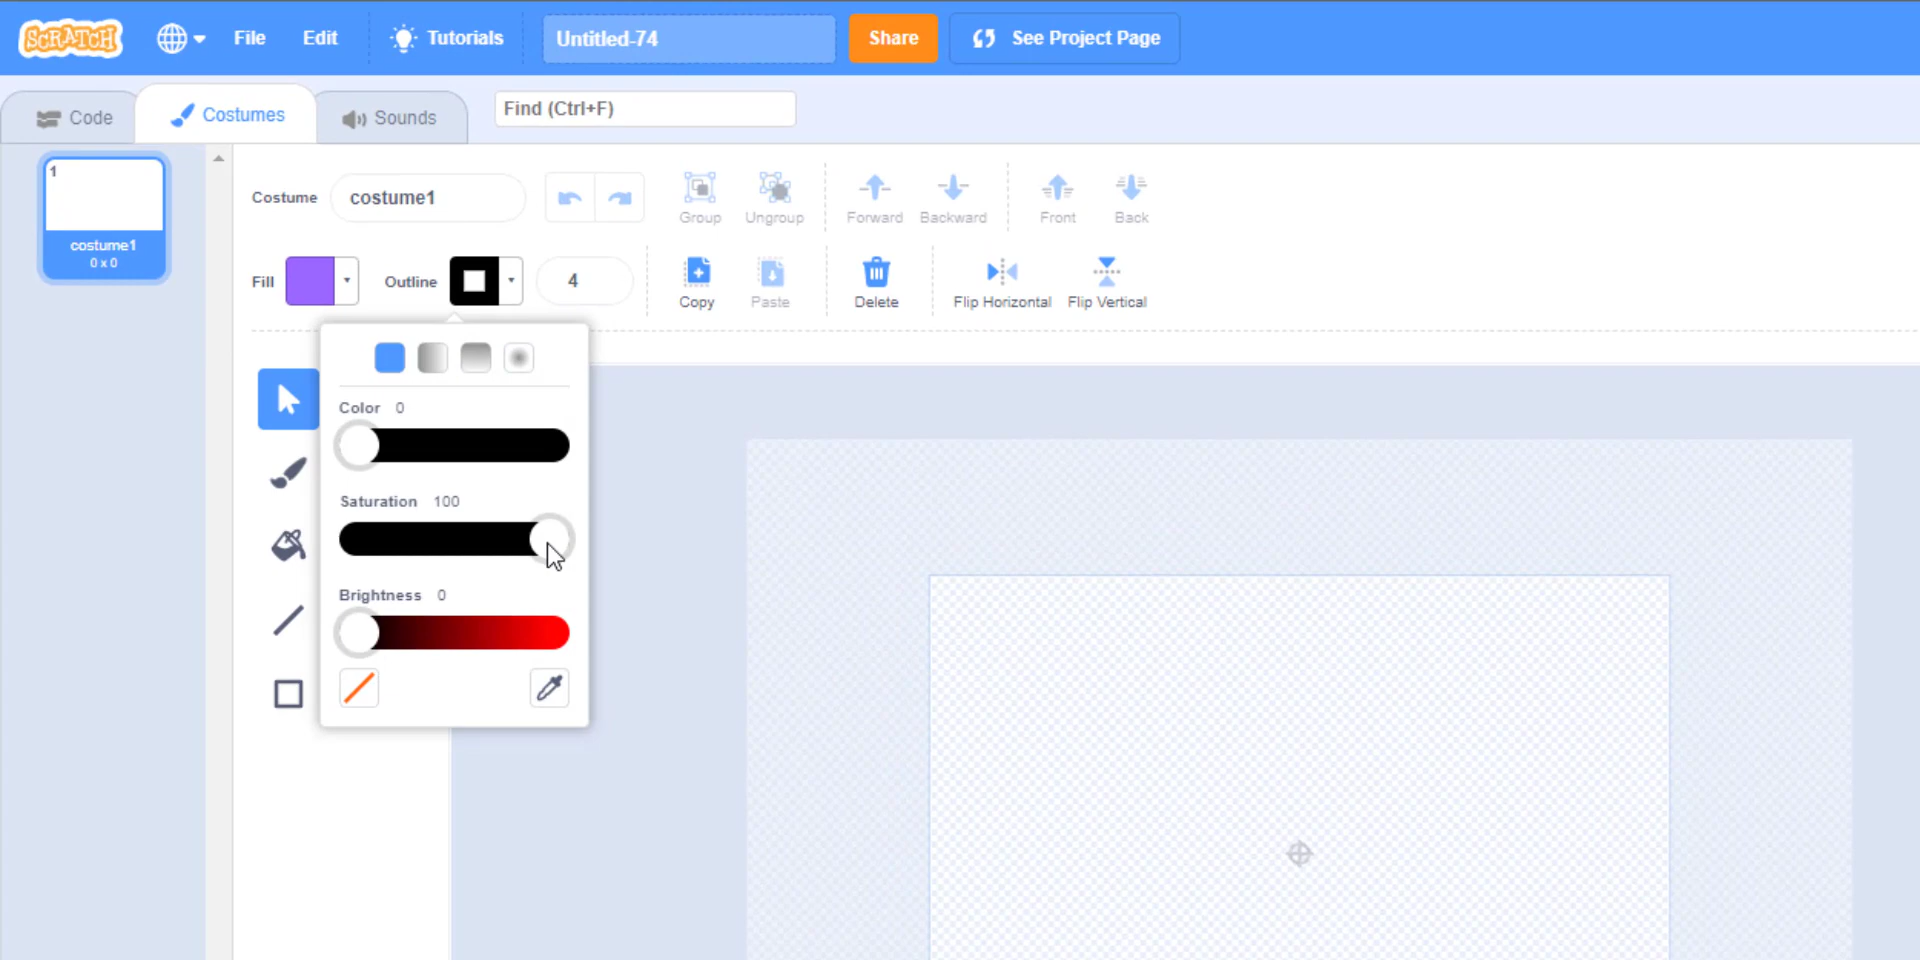 SCRATCH File Edit Tutorials Untitled-74 Share See Project Page
Code Costumes Sounds Find (Ctrl+F)
1
costume1
0 x 0
Costume costume1 Group Ungroup Forward Backward Front Back
Fill Outline 4 Copy Paste Delete Flip Horizontal Flip Vertical
Color 0
Saturation 100
Brightness 0